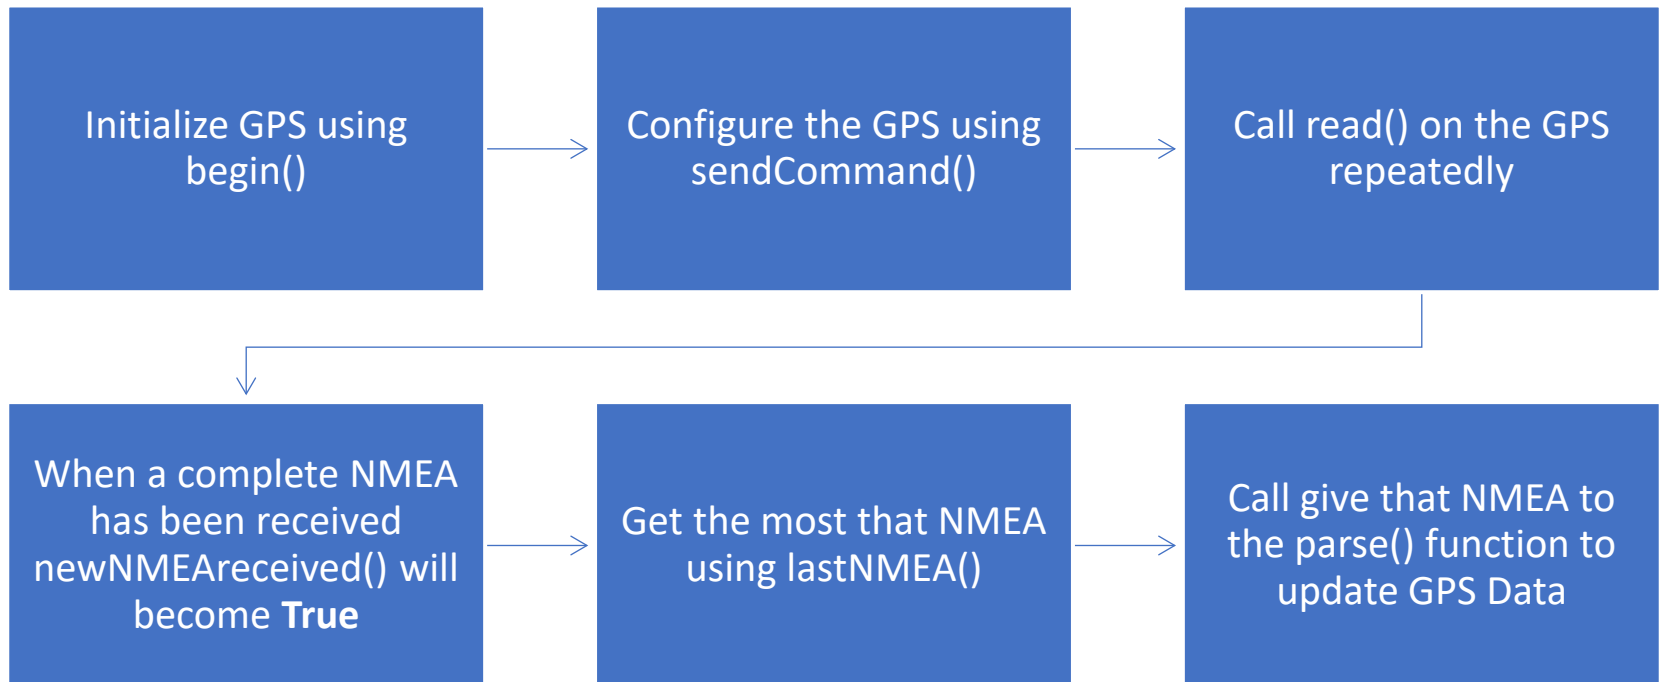 Initialize GPS using
begin()
Configure the GPS using
sendCommand()
Call read() on the GPS
repeatedly
When a complete NMEA
has been received
newNMEAreceived() will
become True
Get the most that NMEA
using lastNMEA()
Call give that NMEA to
the parse() function to
update GPS Data